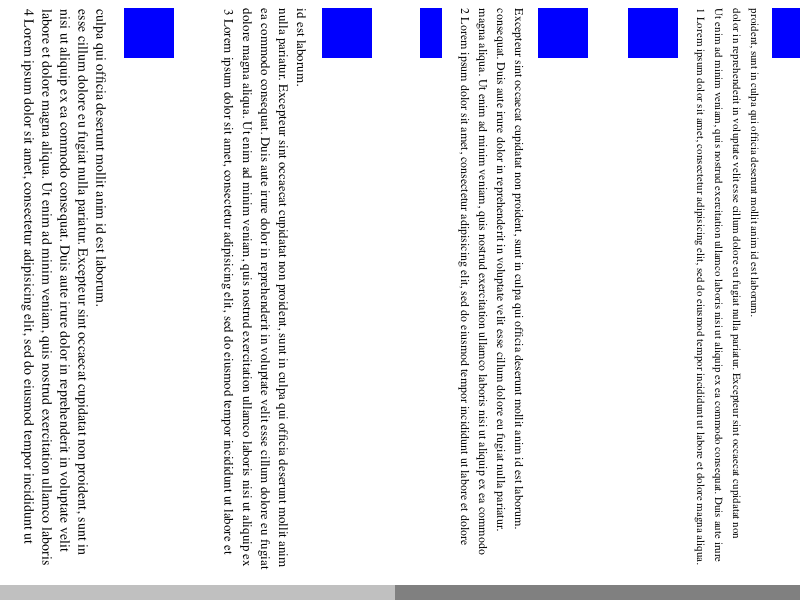 1 Lorem ipsum dolor sit amet, consectetur adipisicing elit, sed do eiusmod tempor incididunt ut labore et dolore magna aliqua.
Ut enim ad minim veniam, quis nostrud exercitation ullamco laboris nisi ut aliquip ex ea commodo consequat. Duis aute irure
dolor in reprehenderit in voluptate velit esse cillum dolore eu fugiat nulla pariatur. Excepteur sint occaecat cupidatat non
proident, sunt in culpa qui officia deserunt mollit anim id est laborum.
2 Lorem ipsum dolor sit amet, consectetur adipisicing elit, sed do eiusmod tempor incididunt ut labore et dolore
magna aliqua. Ut enim ad minim veniam, quis nostrud exercitation ullamco laboris nisi ut aliquip ex ea commodo
consequat. Duis aute irure dolor in reprehenderit in voluptate velit esse cillum dolore eu fugiat nulla pariatur.
Excepteur sint occaecat cupidatat non proident, sunt in culpa qui officia deserunt mollit anim id est laborum.
3 Lorem ipsum dolor sit amet, consectetur adipisicing elit, sed do eiusmod tempor incididunt ut labore et
dolore magna aliqua. Ut enim ad minim veniam, quis nostrud exercitation ullamco laboris nisi ut aliquip ex
ea commodo consequat. Duis aute irure dolor in reprehenderit in voluptate velit esse cillum dolore eu fugiat
nulla pariatur. Excepteur sint occaecat cupidatat non proident, sunt in culpa qui officia deserunt mollit anim
id est laborum.
4 Lorem ipsum dolor sit amet, consectetur adipisicing elit, sed do eiusmod tempor incididunt ut
labore et dolore magna aliqua. Ut enim ad minim veniam, quis nostrud exercitation ullamco laboris
nisi ut aliquip ex ea commodo consequat. Duis aute irure dolor in reprehenderit in voluptate velit
esse cillum dolore eu fugiat nulla pariatur. Excepteur sint occaecat cupidatat non proident, sunt in
culpa qui officia deserunt mollit anim id est laborum.